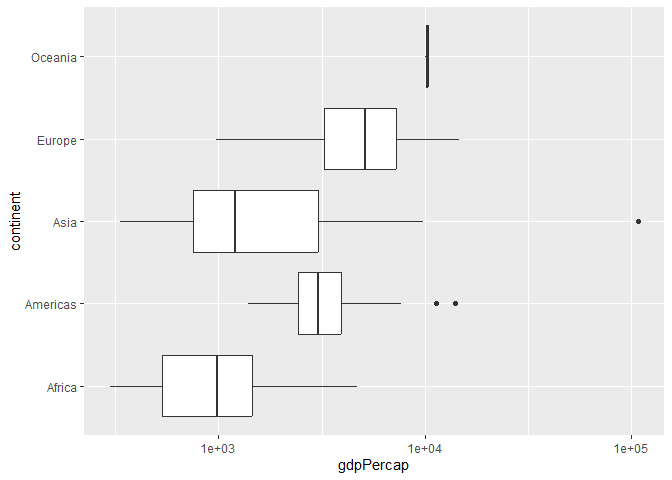 Oceania
Europe
Asia
Americas
Africa
continent
1e+03 1e+04 1e+05
gdpPercap